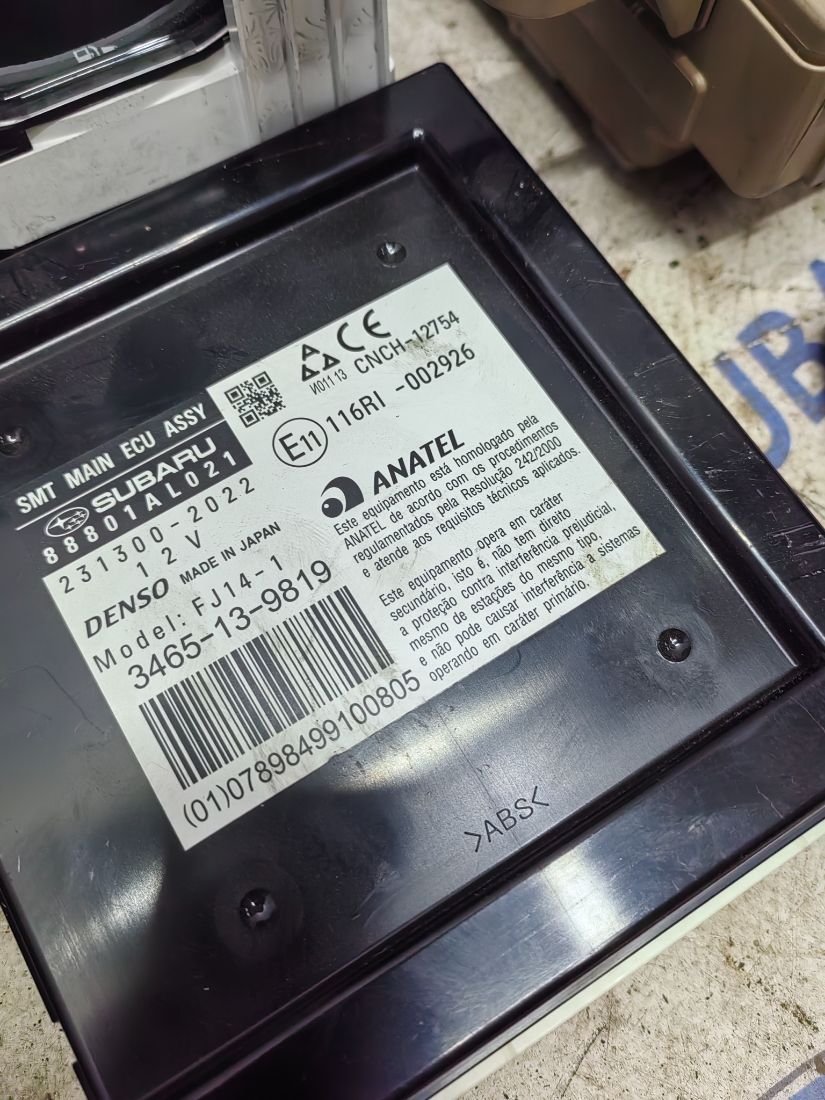 SMT MAIN ECU ASSY
SUBARU
88801AL021
231300-2022
12V
DENSO MADE IN JAPAN
Model: FJ14-1
3465-13-9819
(01)07898499100805
CE
И011 13 CNCH-12754
E11 116RI -002926
ANATEL
Este equipamento está homologado pela
ANATEL de acordo com os procedimentos
regulamentados pela Resolução 242/2000
e atende aos requisitos técnicos aplicados.
Este equipamento opera em caráter
secundário, isto é, não tem direito
a proteção contra interferência prejudicial,
mesmo de estações do mesmo tipo,
e não pode causar interferência a sistemas
operando em caráter primário.
>ABS<